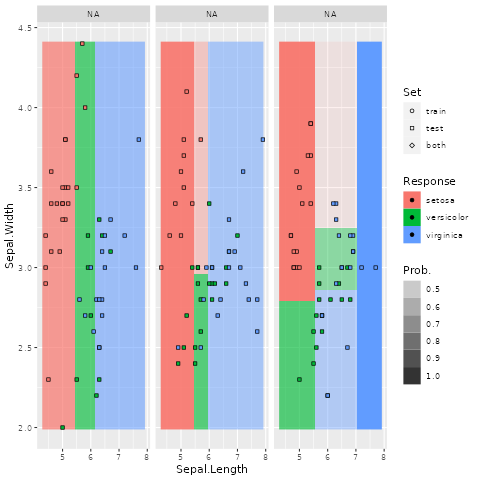 NA NA NA
4.5
4.0
3.5
3.0
2.5
2.0
Sepal.Width
5 6 7 8 5 6 7 8 5 6 7 8
Sepal.Length
Set
train
test
both
Response
setosa
versicolor
virginica
Prob.
0.5
0.6
0.7
0.8
0.9
1.0